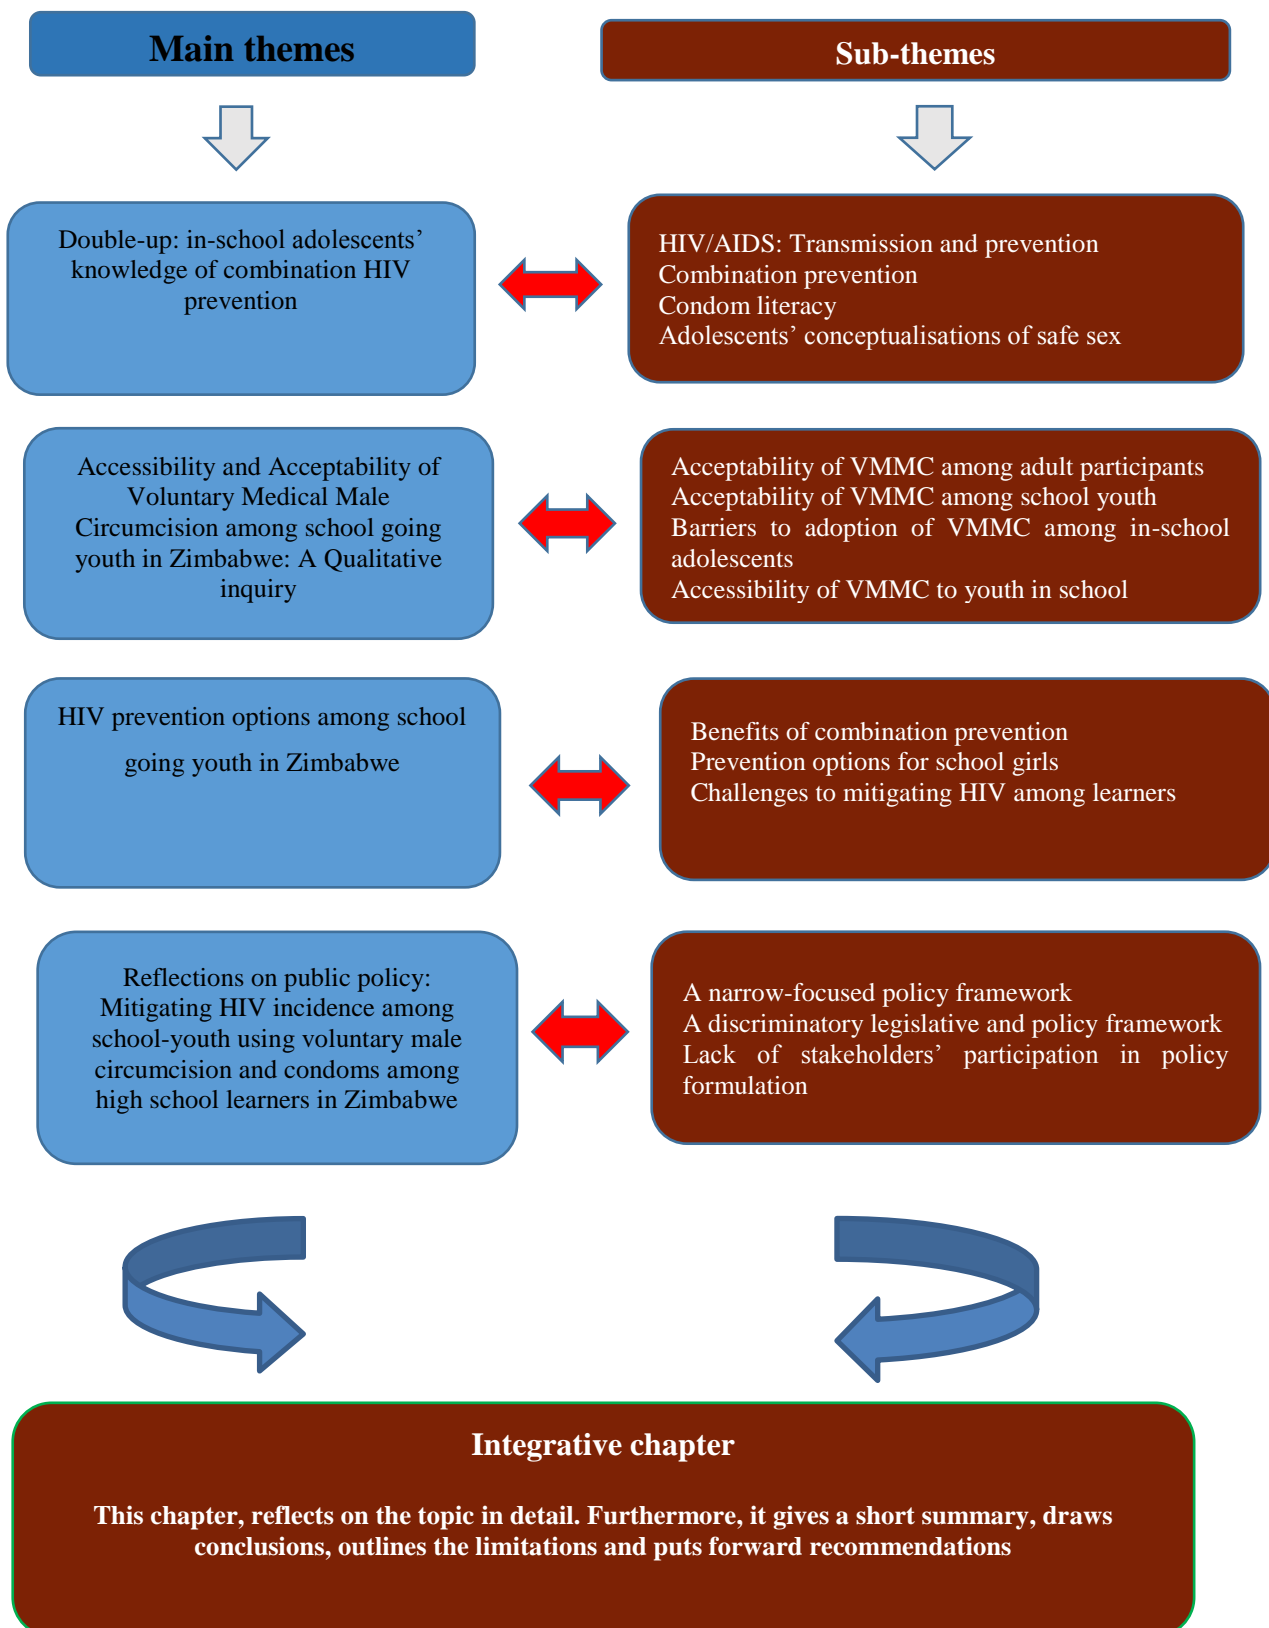 Main themes
Sub-themes
Double-up: in-school adolescents’
knowledge of combination HIV
prevention
HIV/AIDS: Transmission and prevention
Combination prevention
Condom literacy
Adolescents’ conceptualisations of safe sex
Accessibility and Acceptability of
Voluntary Medical Male
Circumcision among school going
youth in Zimbabwe: A Qualitative
inquiry
Acceptability of VMMC among adult participants
Acceptability of VMMC among school youth
Barriers to adoption of VMMC among in-school
adolescents
Accessibility of VMMC to youth in school
HIV prevention options among school
going youth in Zimbabwe
Benefits of combination prevention
Prevention options for school girls
Challenges to mitigating HIV among learners
Reflections on public policy:
Mitigating HIV incidence among
school-youth using voluntary male
circumcision and condoms among
high school learners in Zimbabwe
A narrow-focused policy framework
A discriminatory legislative and policy framework
Lack of stakeholders’ participation in policy
formulation
Integrative chapter
This chapter, reflects on the topic in detail. Furthermore, it gives a short summary, draws
conclusions, outlines the limitations and puts forward recommendations